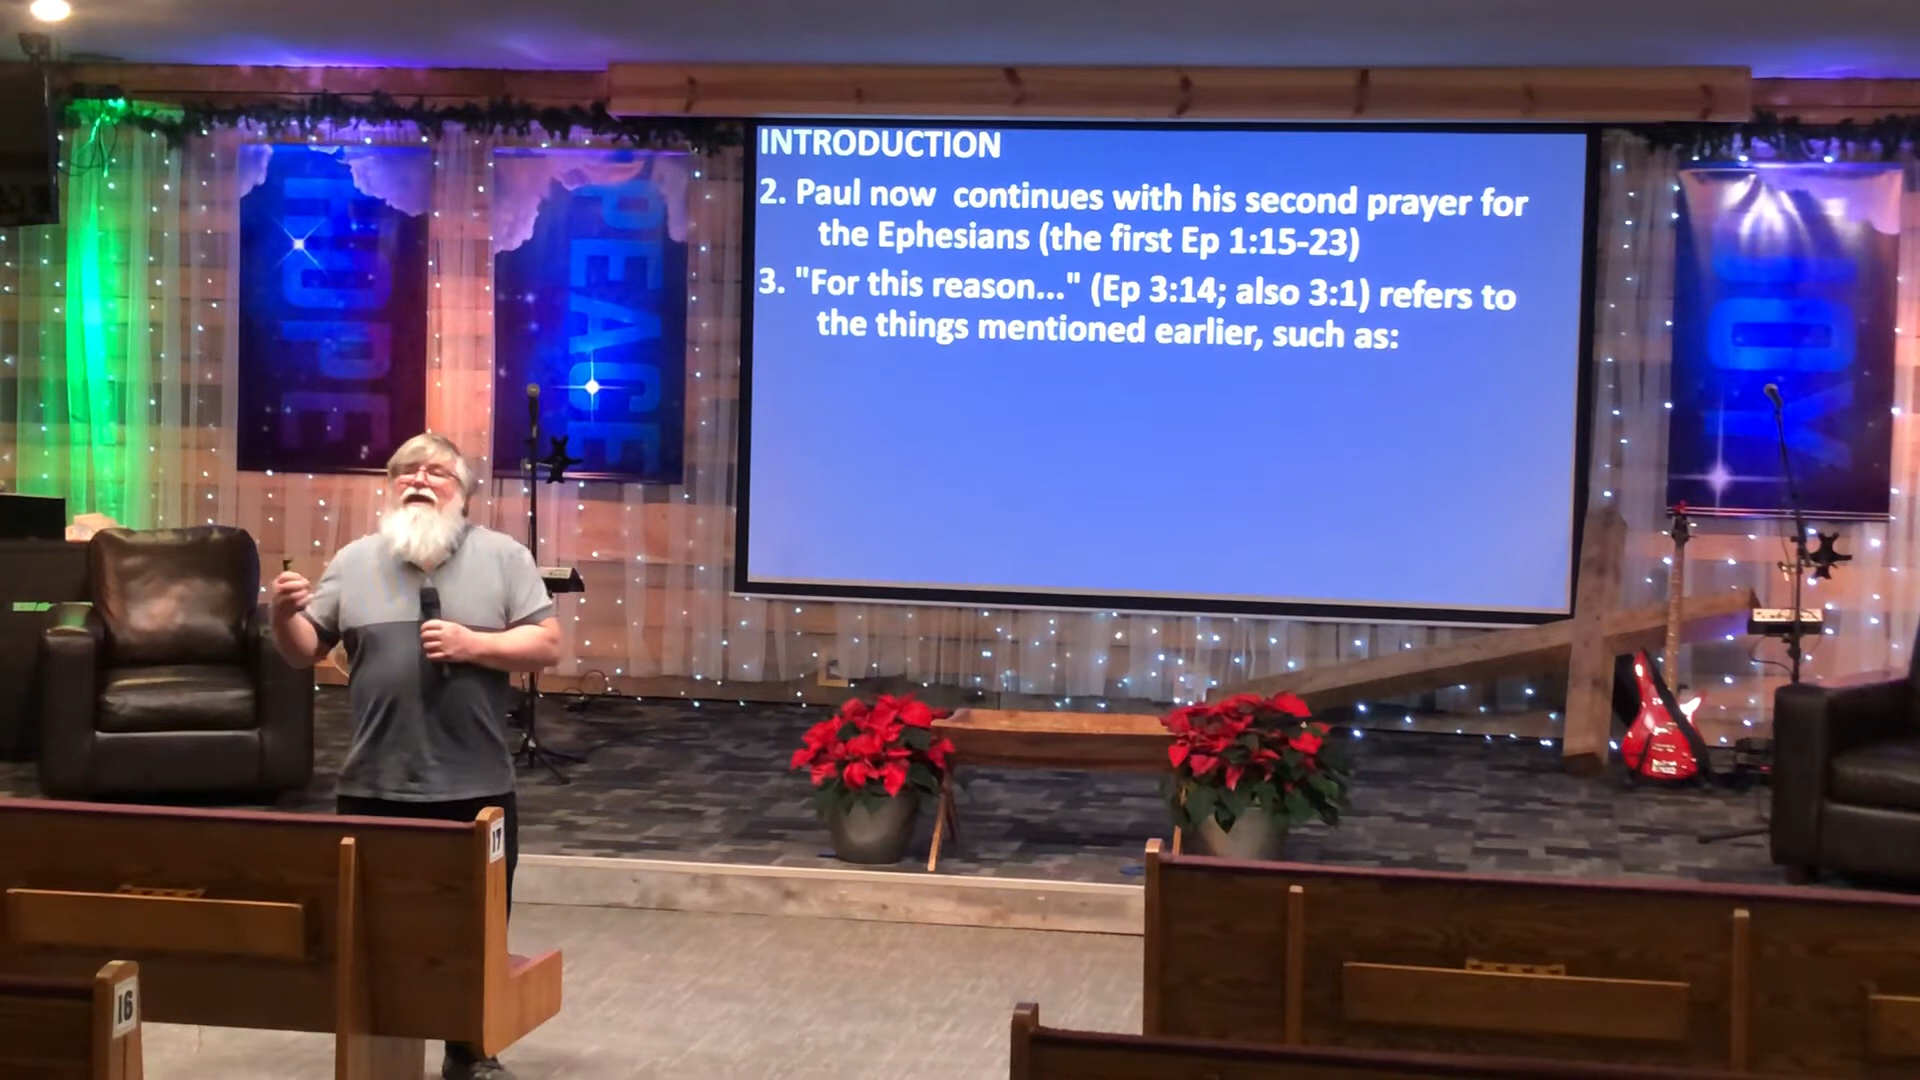 HOPE
PEACE
INTRODUCTION
2. Paul now  continues with his second prayer for
the Ephesians (the first Ep 1:15-23)
3. "For this reason..." (Ep 3:14; also 3:1) refers to
the things mentioned earlier, such as:
JOY
17
16